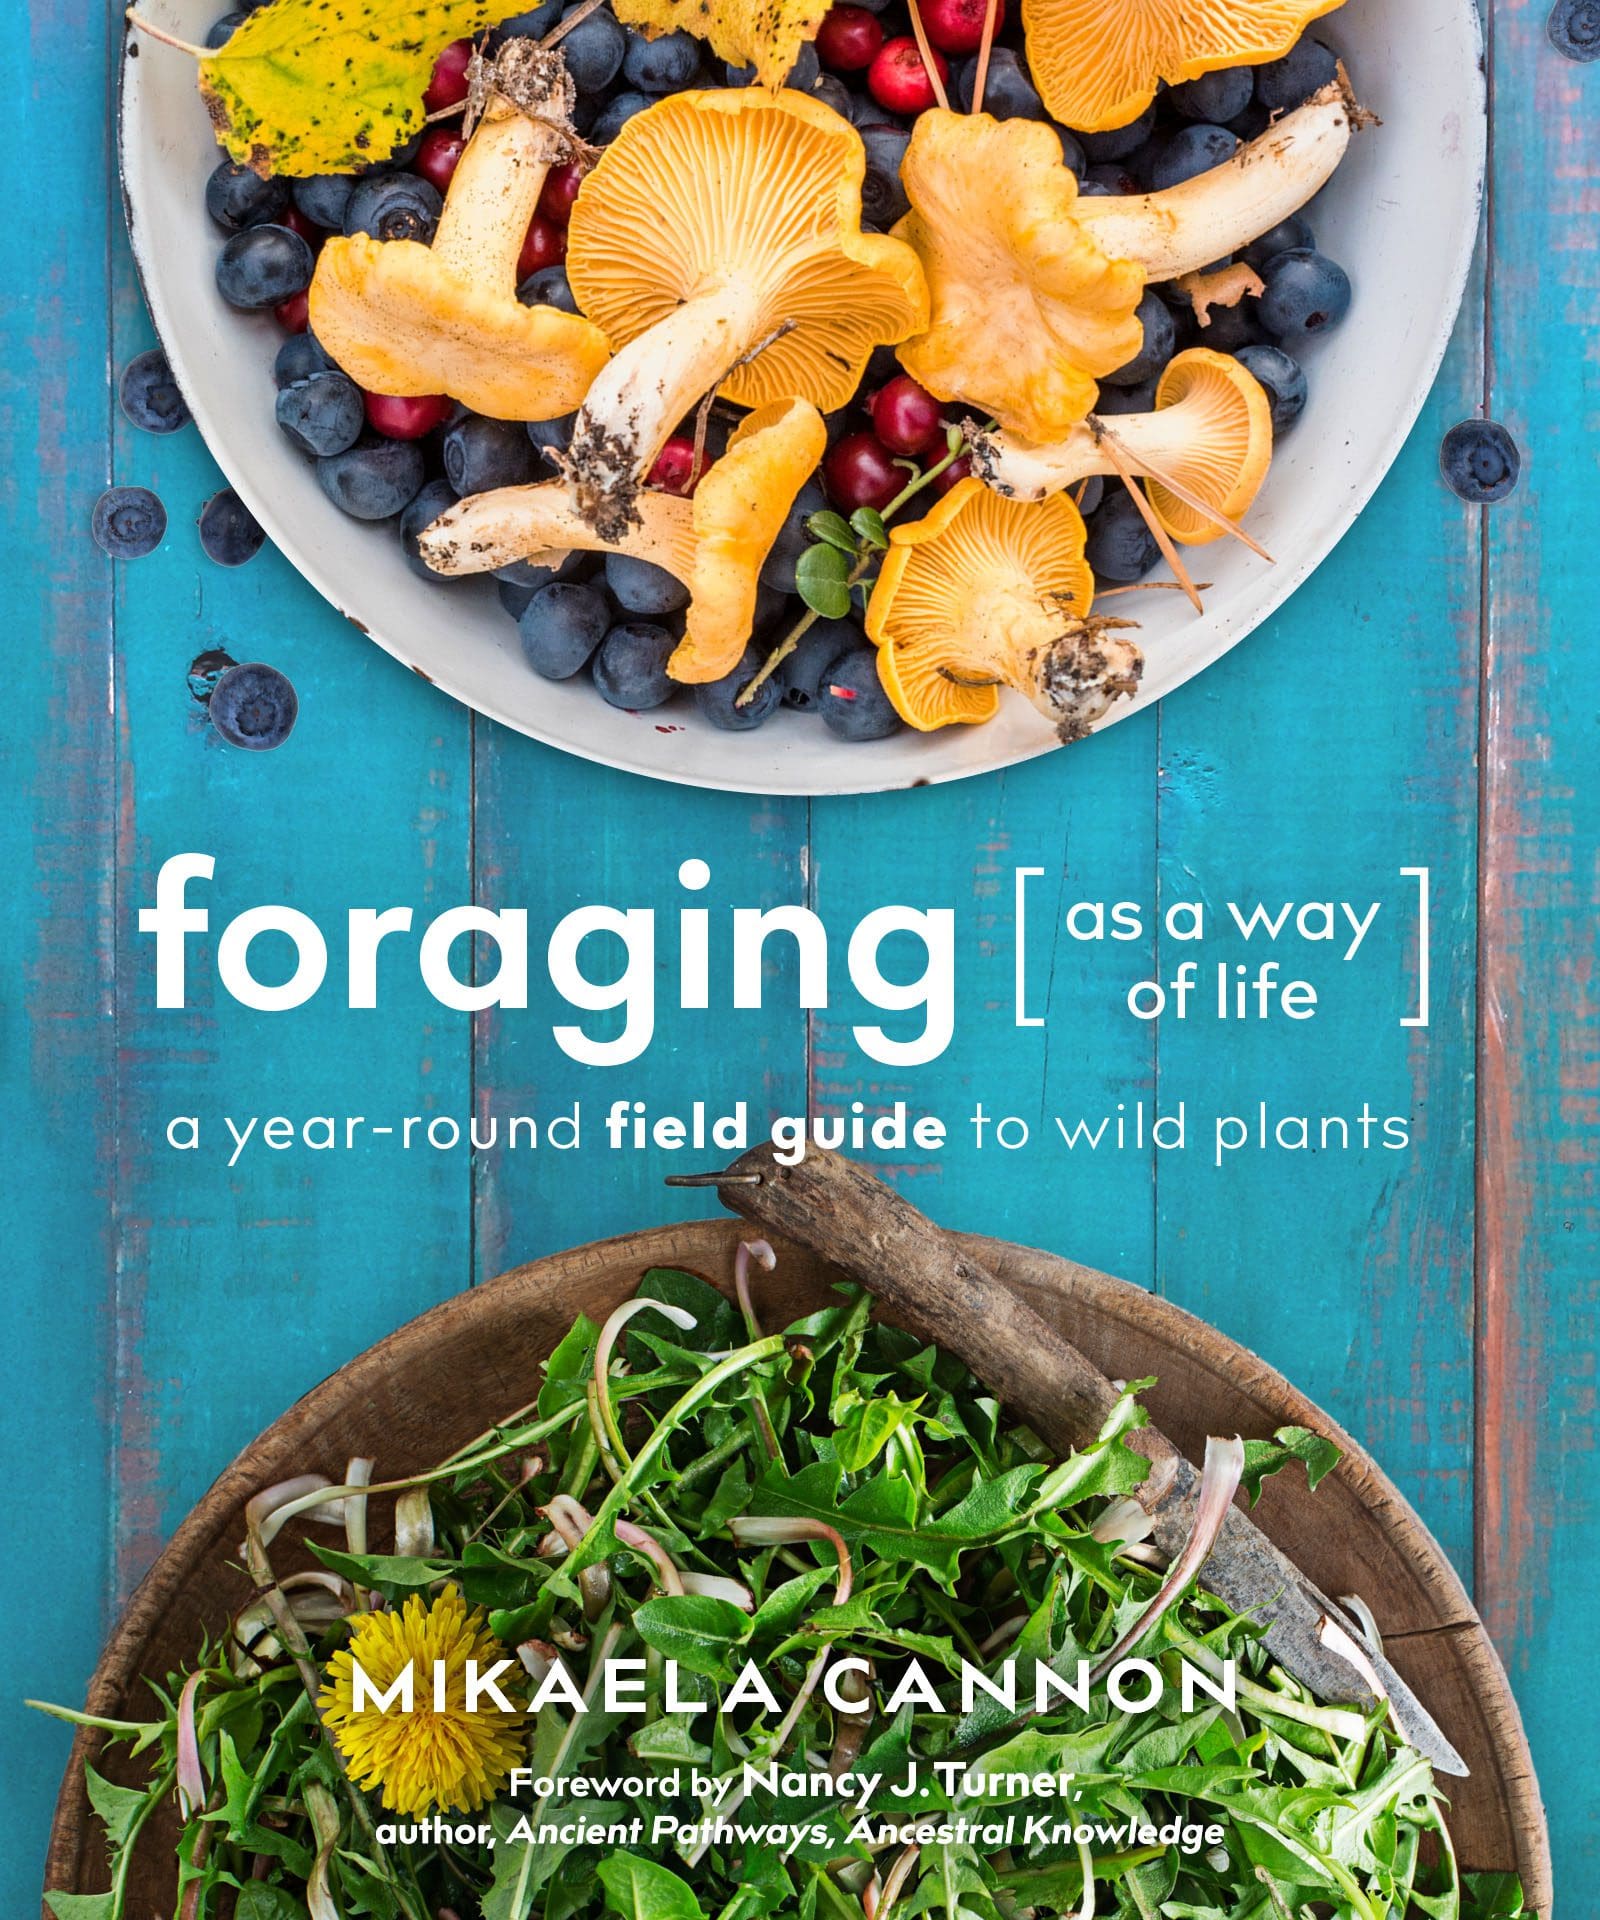 foraging [as a way
of life]
a year-round field guide to wild plants
MIKAELA CANNON
Foreword by Nancy J. Turner,
author, Ancient Pathways, Ancestral Knowledge